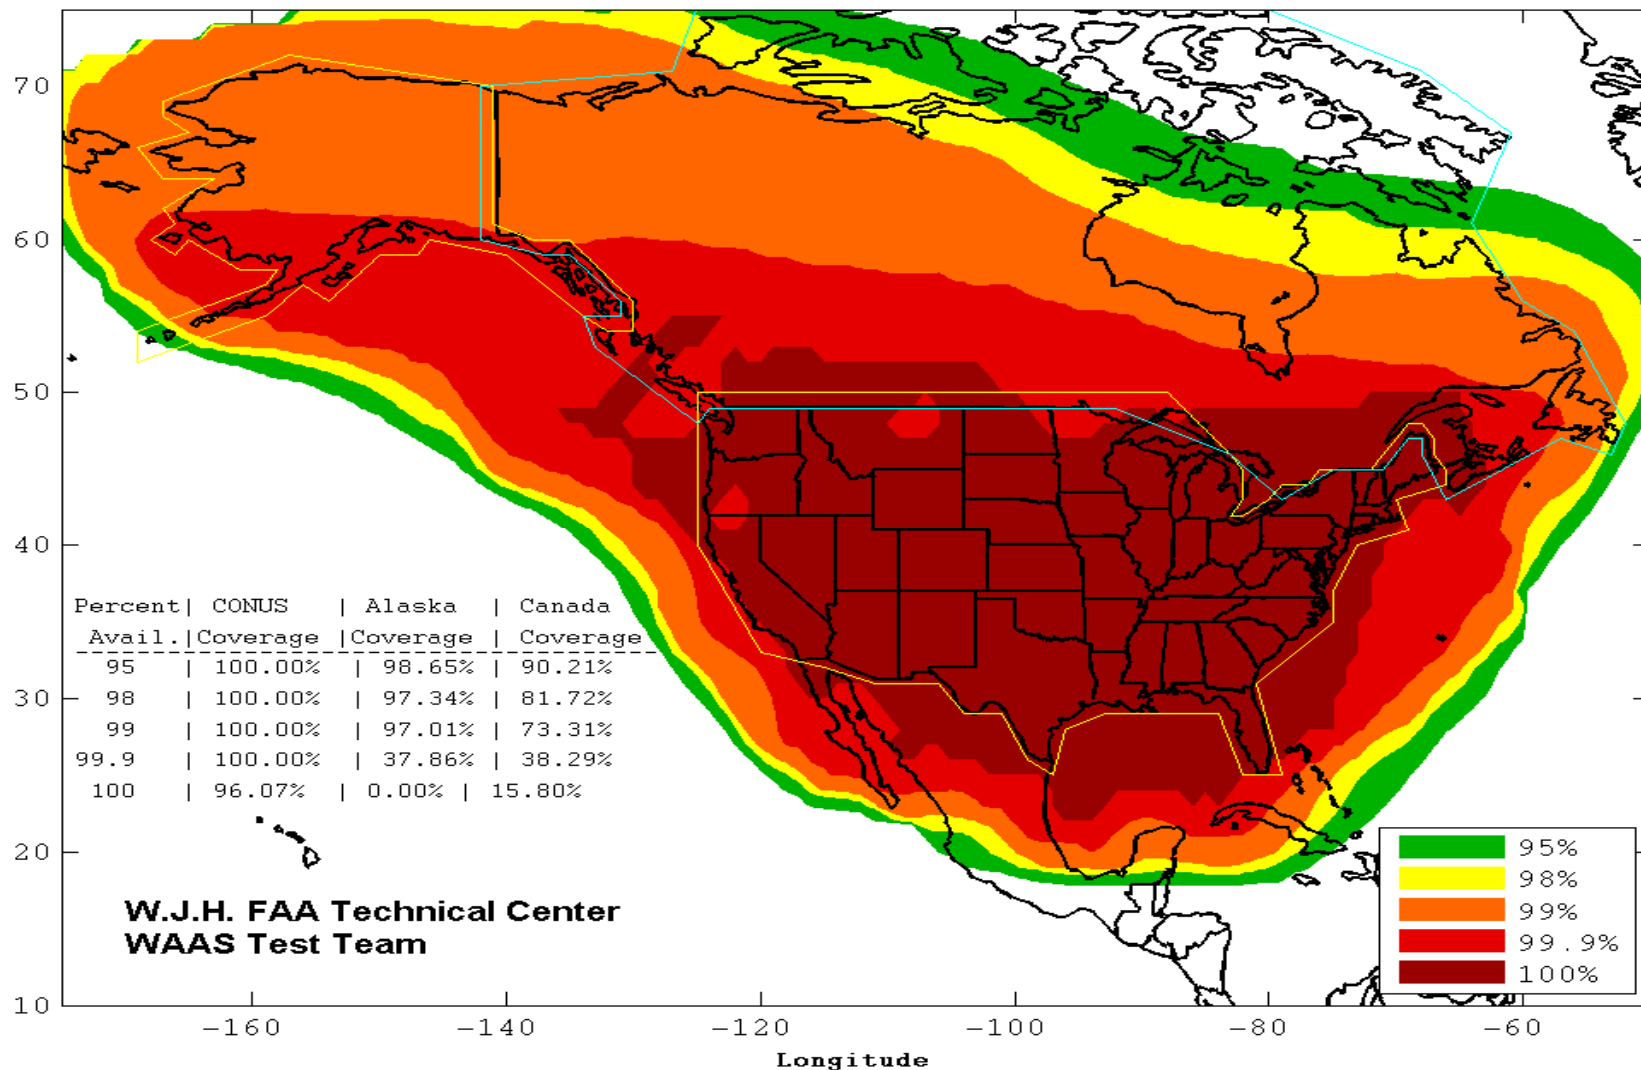 70
60
50
40
30
20
10
Percent| CONUS | Alaska | Canada
Avail.|Coverage |Coverage | Coverage
95 | 100.00% | 98.65% | 90.21%
98 | 100.00% | 97.34% | 81.72%
99 | 100.00% | 97.01% | 73.31%
99.9 | 100.00% | 37.86% | 38.29%
100 | 96.07% | 0.00% | 15.80%
W.J.H. FAA Technical Center
WAAS Test Team
95%
98%
99%
99.9%
100%
-160 -140 -120 -100 -80 -60
Longitude